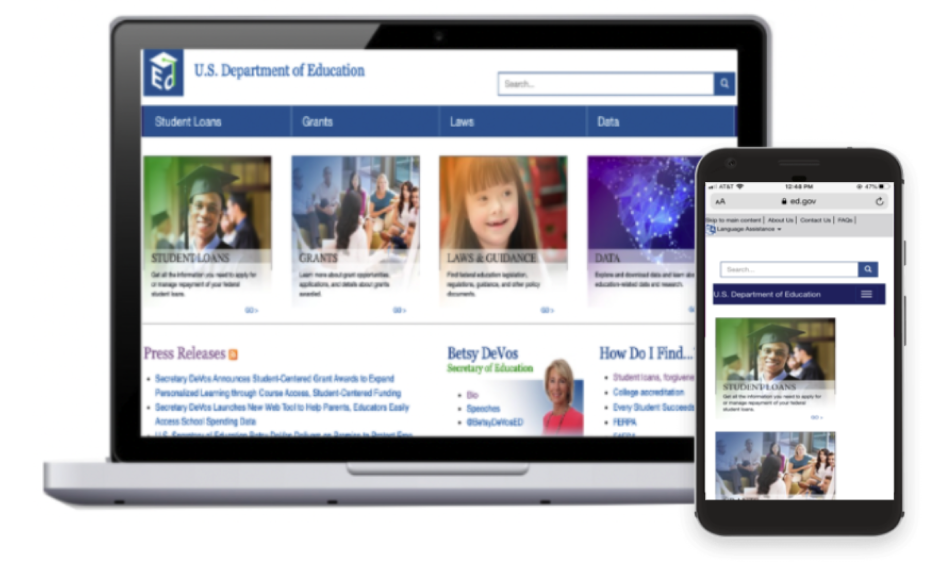 Ed
U.S. Department of Education
Search...
Student Loans
Grants
Laws
Data
STUDENT LOANS
Get all the information you need to apply for
or manage repayment of your federal
student loans.
GO >
GRANTS
Learn more about grant opportunities,
applications, and details about grants
awarded.
GO >
LAWS & GUIDANCE
Find federal education legislation,
regulations, guidance, and other policy
documents.
GO >
DATA
Explore and download data and learn abo
education related data and research.
Press Releases
Secretary DeVos Announces Student-Centered Grant Awards to Expand
Personalized Learning through Course Access, Student-Centered Funding
Secretary DeVos Launches New Web Tool to Help Parents, Educators Easily
Access School Spending Data
Betsy DeVos
Secretary of Education
Bio
Speeches
@BetsyDeVosED
How Do I Find...
Student loans, forgivene
College accreditation
Every Student Succeeds
FERPA
AT&T 12:48 PM 47%
AA ed.gov
Skip to main content | About Us | Contact Us | FAQs |
Language Assistance
Search...
U.S. Department of Education
STUDENT LOANS
Get all the information you need to apply for
or manage repayment of your federal
student loans.
GO >